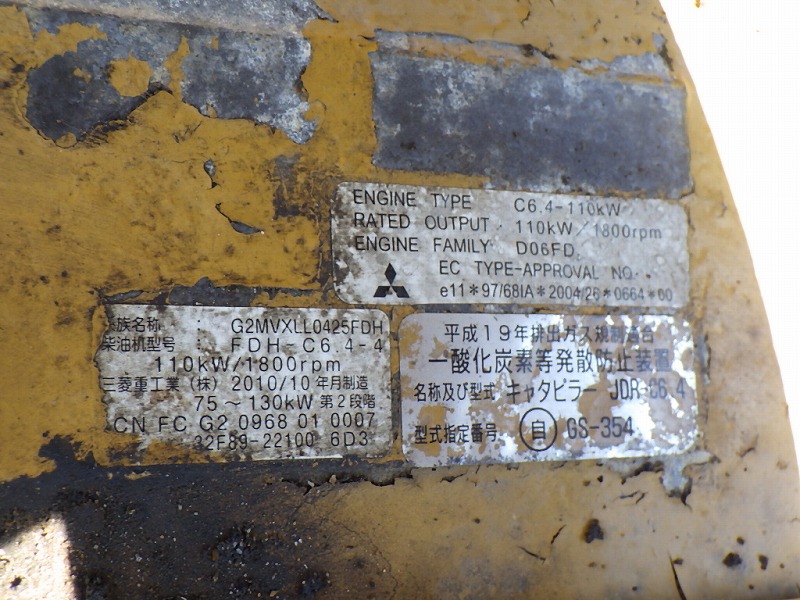 ENGINE TYPE C6.4-110kW
RATED OUTPUT 110kW/1800rpm
ENGINE FAMILY D06FD
EC TYPE-APPROVAL NO.
e11*97/68IA*2004/26*0664*00
族名称 : G2MVXLL0425FDH
柴油机型号 : FDH-C6.4-4
110kW/1800rpm
三菱重工業(株) 2010/10 年月制造
75~130kW 第2段階
CN FC G2 0968 01 0007
32F89-22100 6D3
平成19年排出ガス規制適合
一酸化炭素等発散防止装置
名称及び型式 キャタピラー JDR-C6.4
型式指定番号 自 GS-354